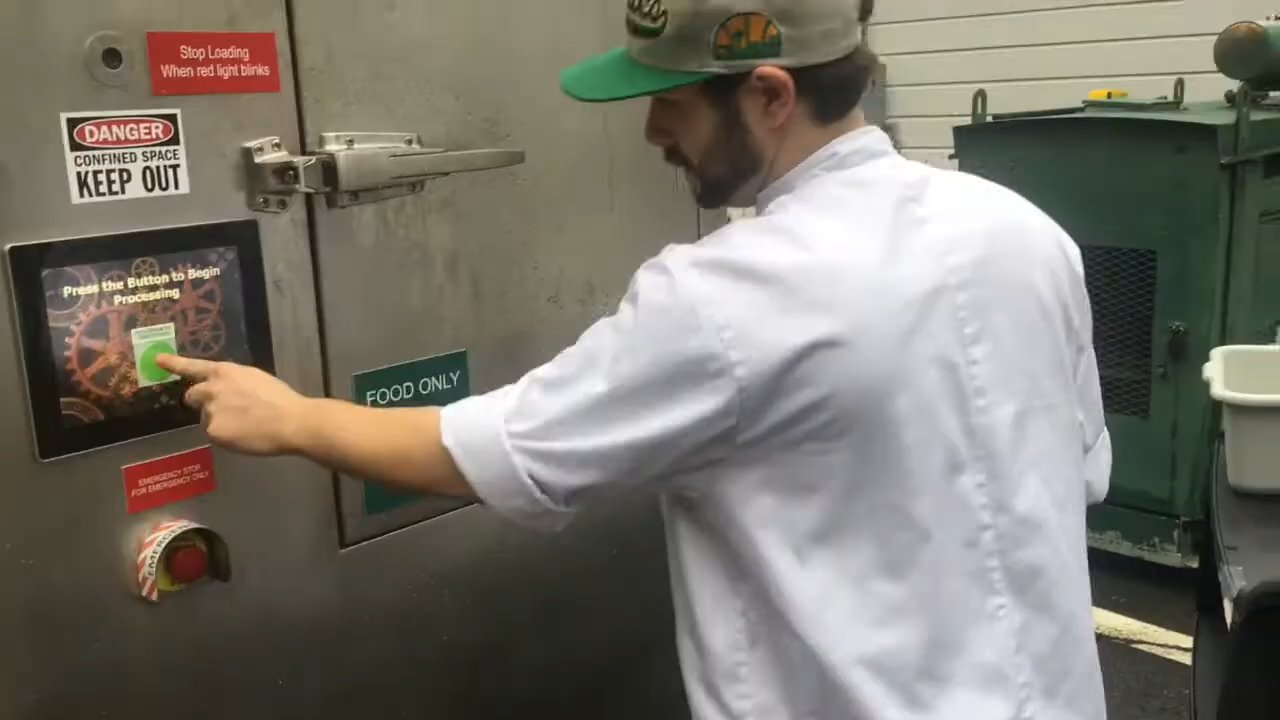 Stop Loading
When red light blinks
DANGER
CONFINED SPACE
KEEP OUT
Press the Button to Begin
Processing
FOOD ONLY
EMERGENCY STOP
FOR EMERGENCY ONLY